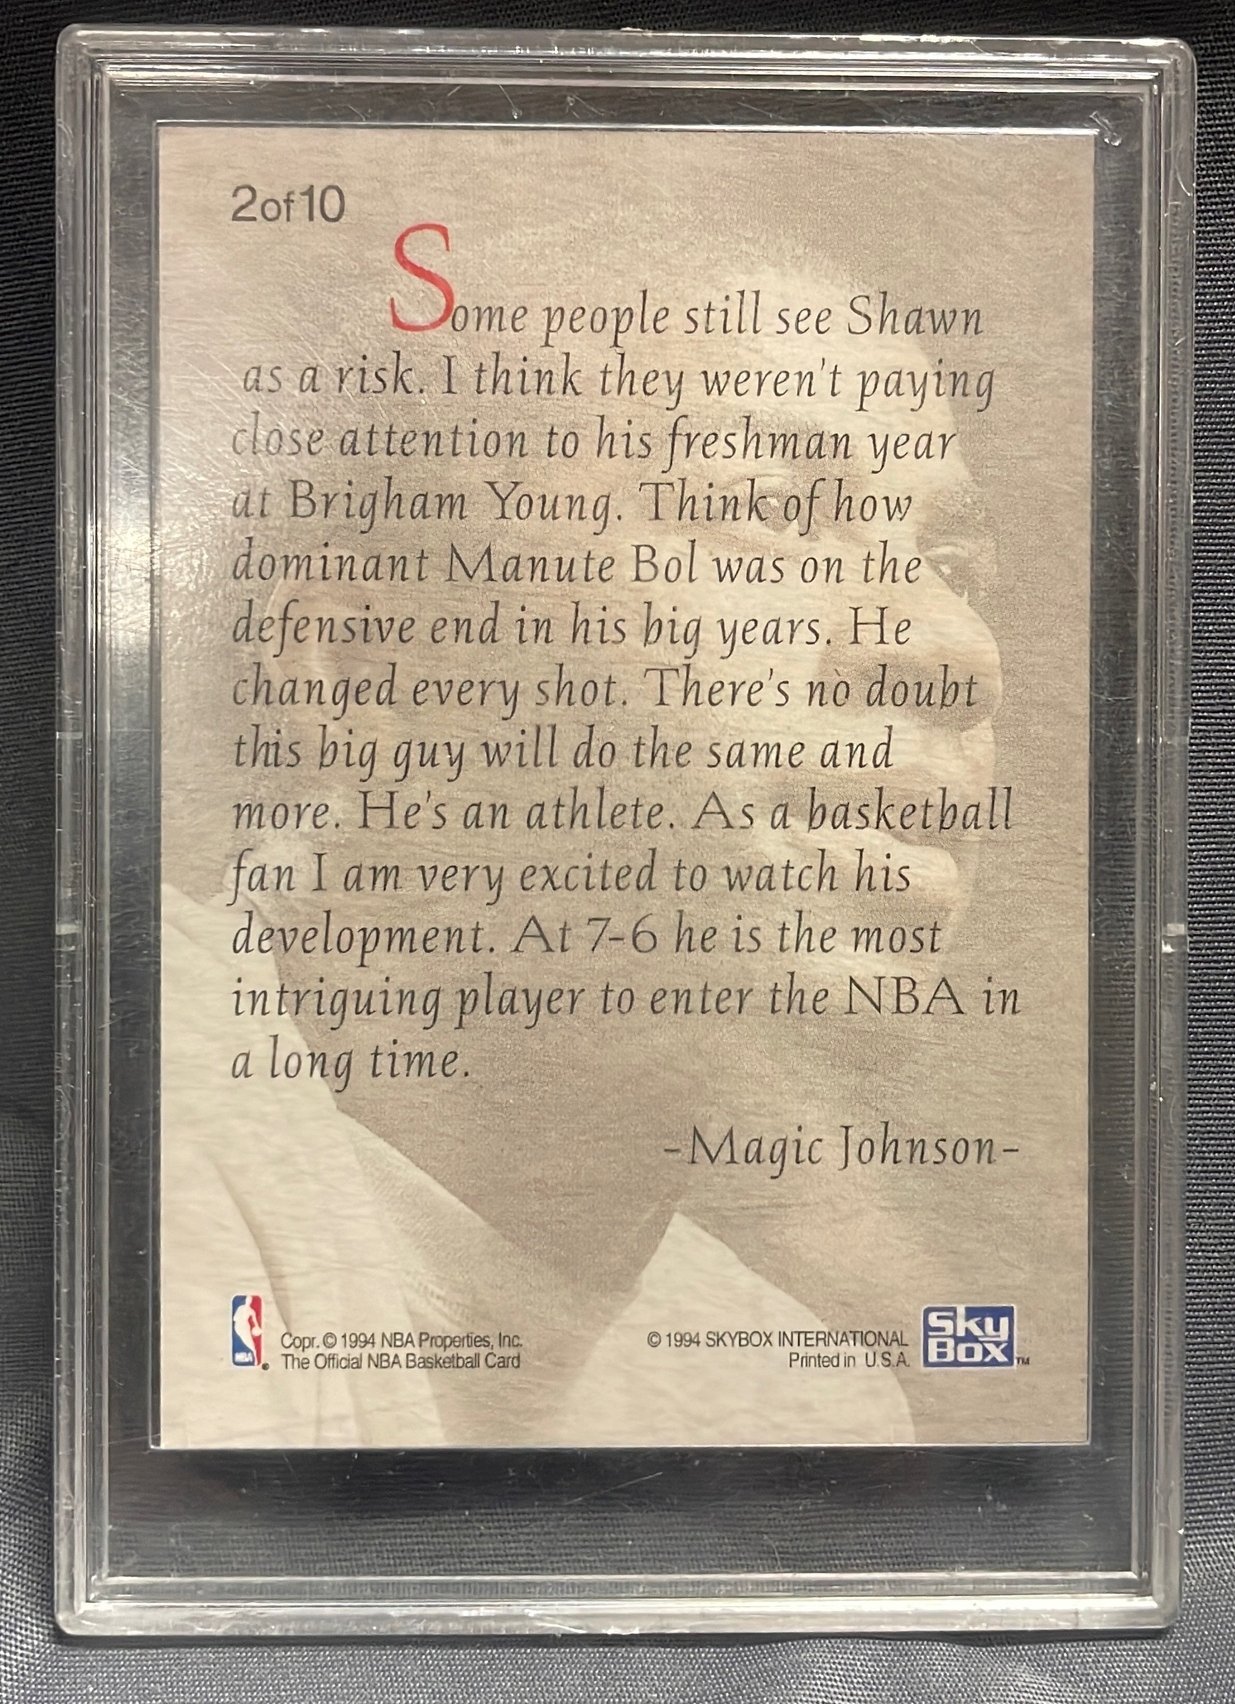 2of10
Some people still see Shawn
as a risk. I think they weren't paying
close attention to his freshman year
at Brigham Young. Think of how
dominant Manute Bol was on the
defensive end in his big years. He
changed every shot. There's no doubt
this big guy will do the same and
more. He's an athlete. As a basketball
fan I am very excited to watch his
development. At 7-6 he is the most
intriguing player to enter the NBA in
a long time.
-Magic Johnson-
NBA ®
Copr. © 1994 NBA Properties, Inc.
The Official NBA Basketball Card
© 1994 SKYBOX INTERNATIONAL
Printed in U.S.A.
Sky
Box TM